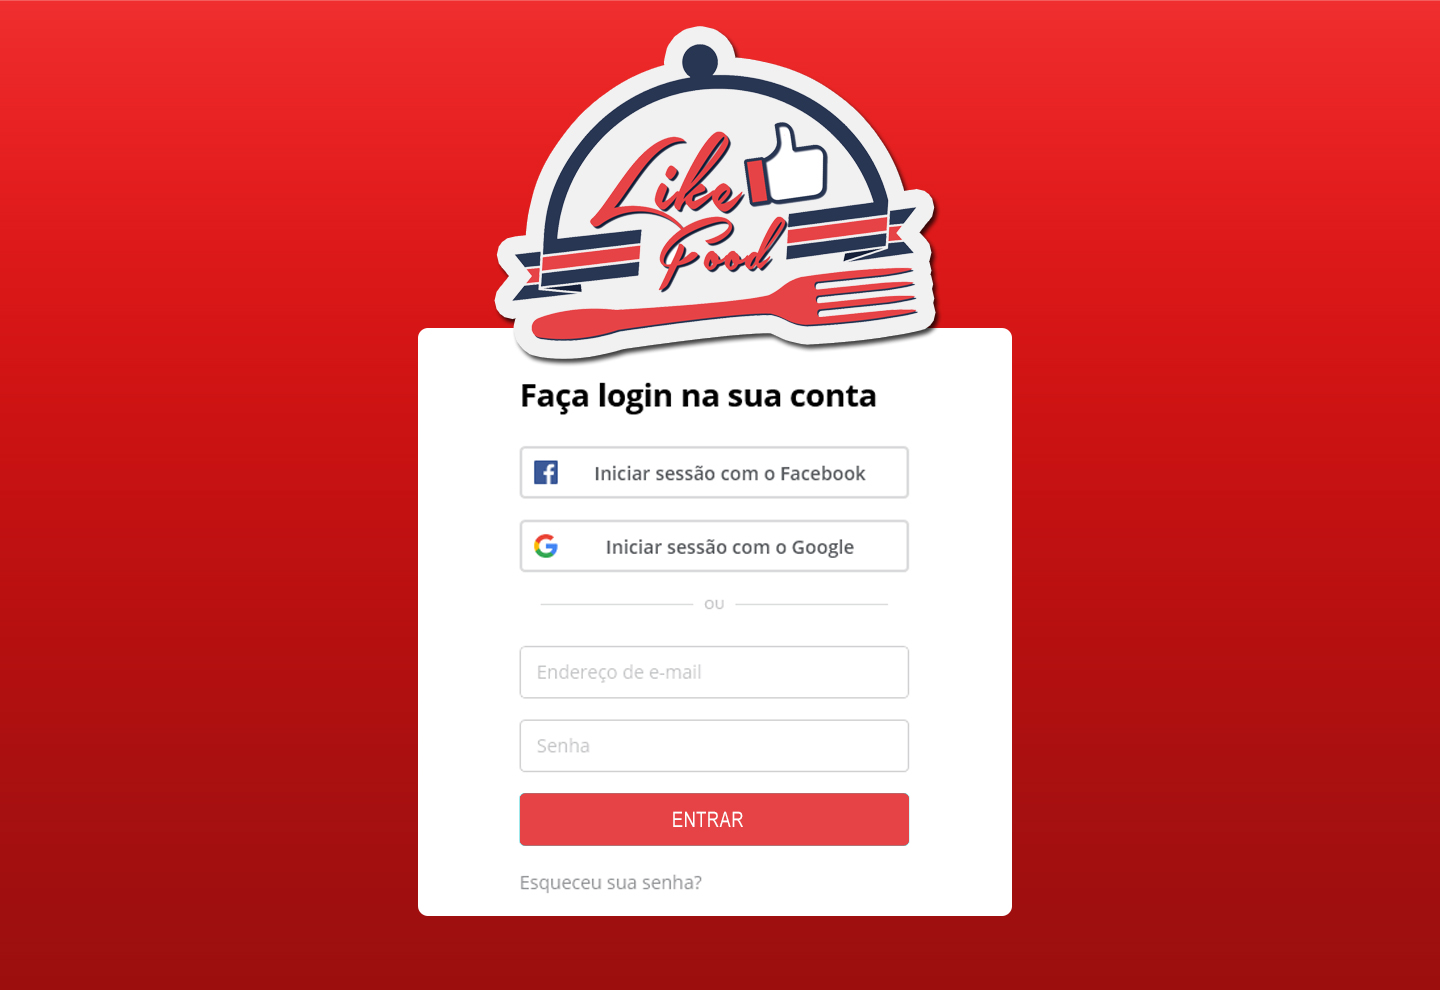 Like
Food
Faça login na sua conta
Iniciar sessão com o Facebook
Iniciar sessão com o Google
OU
Endereço de e-mail
Senha
ENTRAR
Esqueceu sua senha?